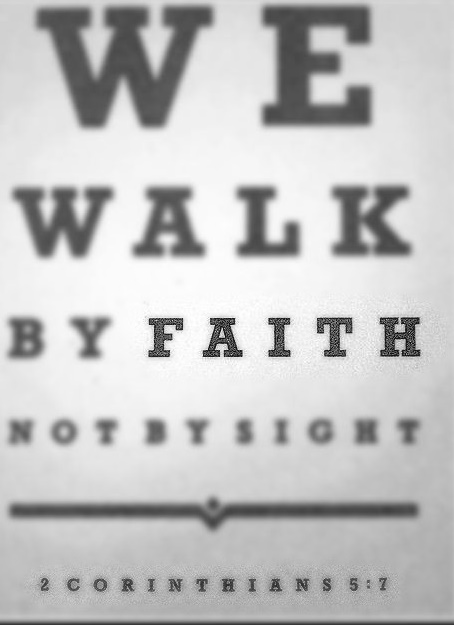 WE
WALK
BY FAITH
NOT BY SIGHT
2 CORINTHIANS 5:7